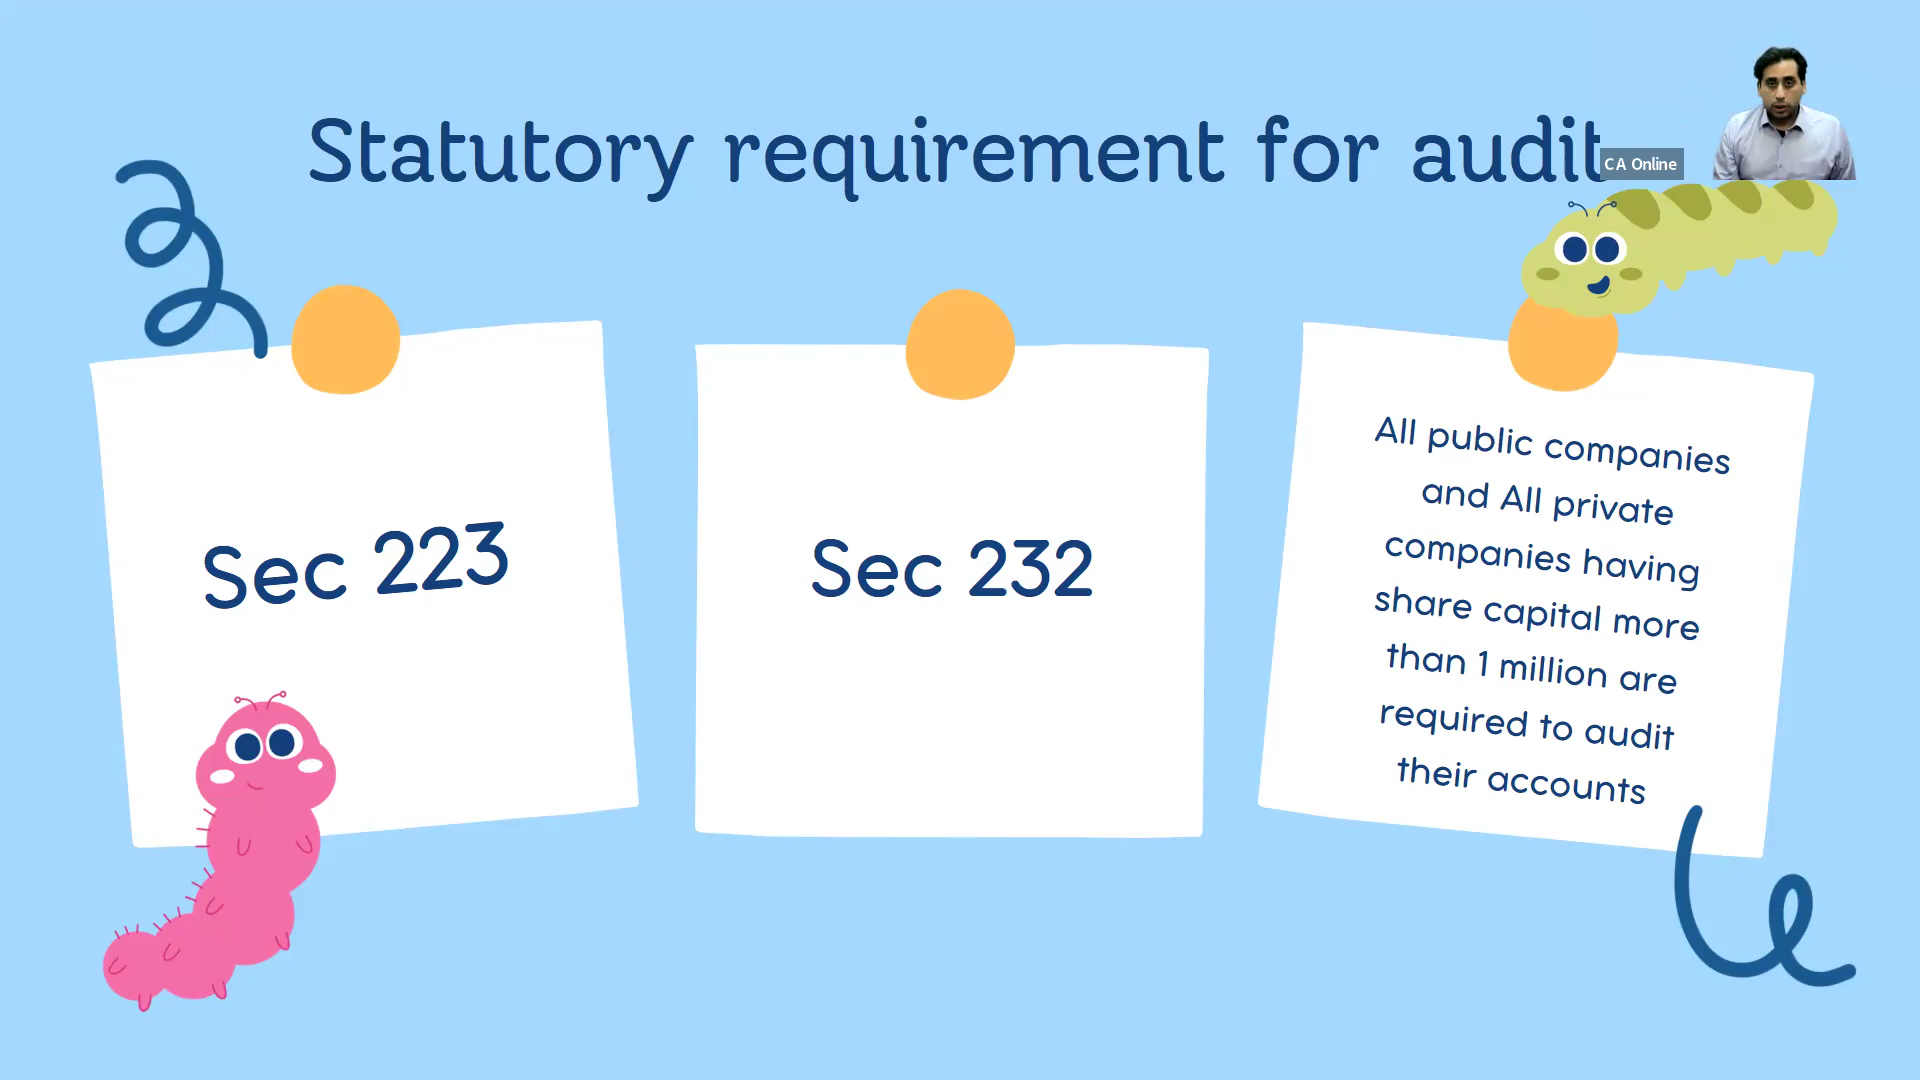 Statutory requirement for audit
C A Online
Sec 223
Sec 232
All public companies
and All private
companies having
share capital more
than 1 million are
required to audit
their accounts